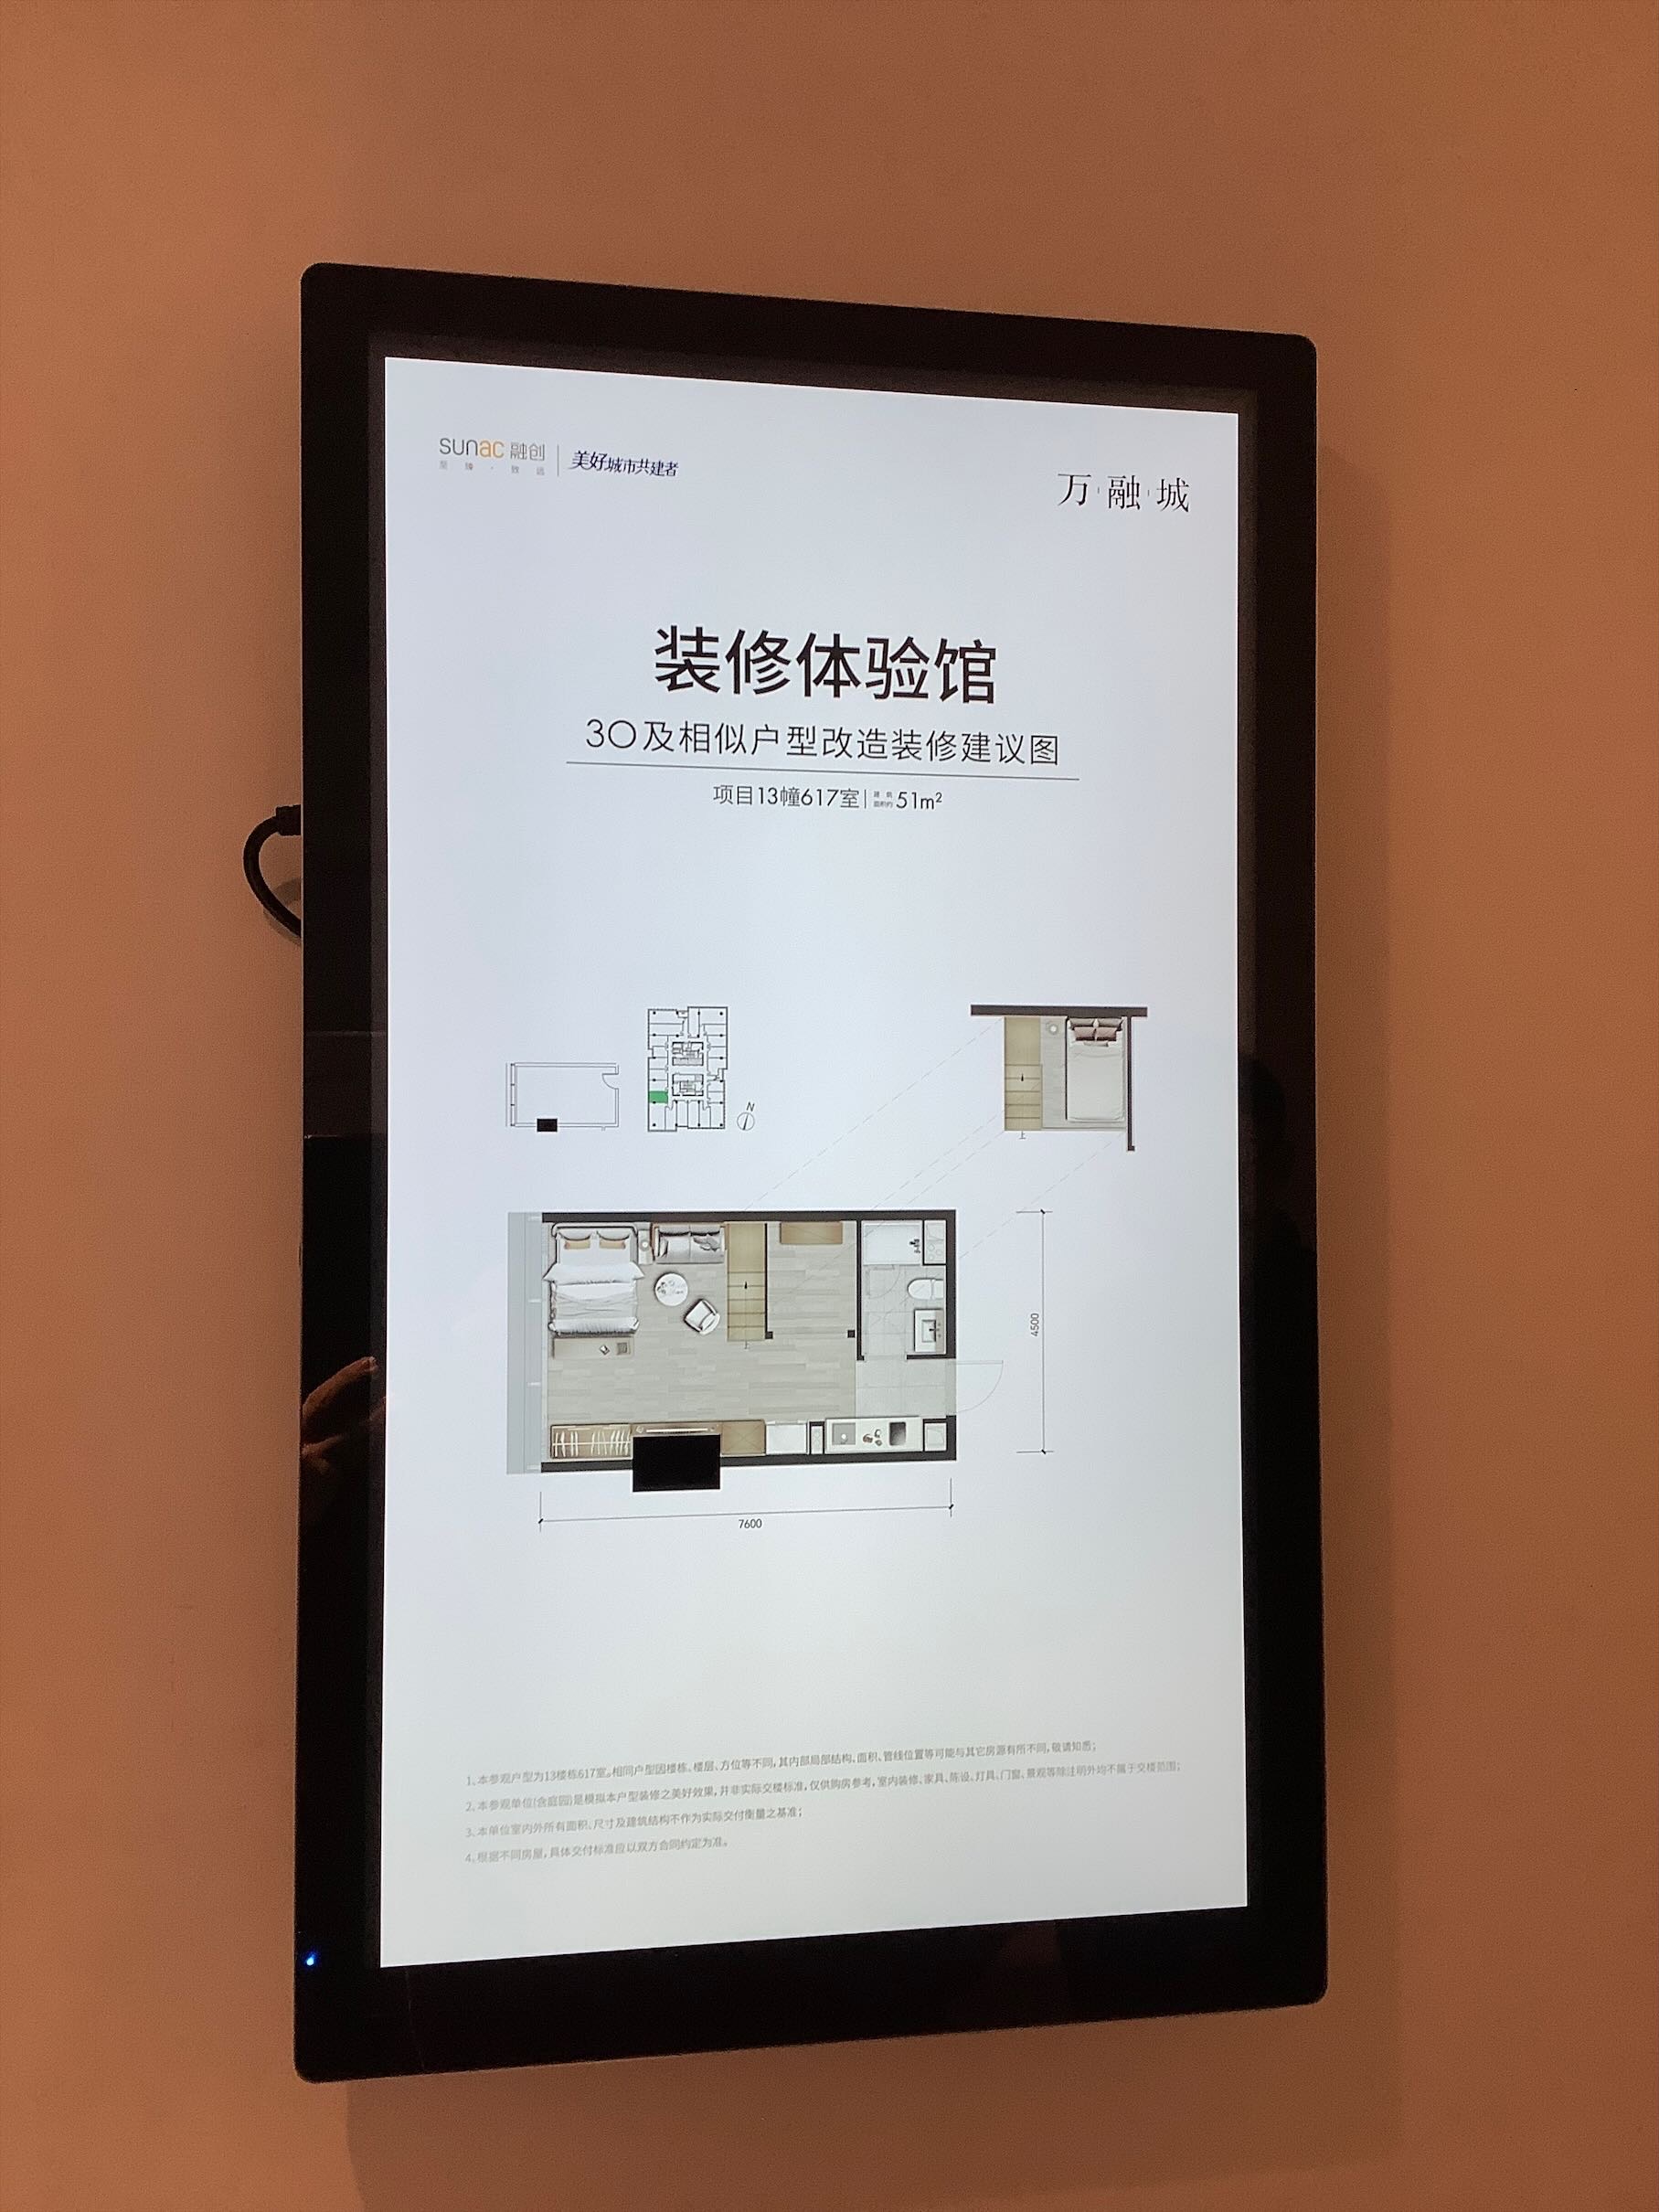 sunac 融创
至 臻 · 致 远
美好城市共建者
万融城
装修体验馆
3O及相似户型改造装修建议图
项目13幢617室 | 建筑面积约 51m²
N
上
上
4500
7600
1、本参观户型为13楼栋617室。相同户型因楼栋、楼层、方位等不同,其内部局部结构、面积、管线位置等可能与其它房源有所不同,敬请知悉;
2、本参观单位(含庭园)是模拟本户型装修之美好效果,并非实际交楼标准,仅供购房参考,室内装修、家具、陈设、灯具、门窗、景观等除注明外均不属于交楼范围;
3、本单位室内外所有面积、尺寸及建筑结构不作为实际交付衡量之基准;
4、根据不同房屋,具体交付标准应以双方合同约定为准。